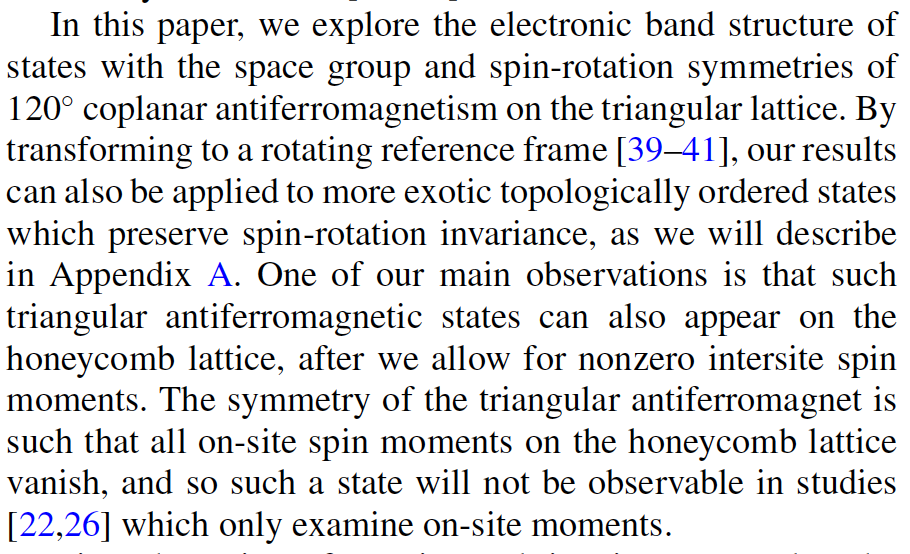 In this paper, we explore the electronic band structure of
states with the space group and spin-rotation symmetries of
120° coplanar antiferromagnetism on the triangular lattice. By
transforming to a rotating reference frame [39–41], our results
can also be applied to more exotic topologically ordered states
which preserve spin-rotation invariance, as we will describe
in Appendix A. One of our main observations is that such
triangular antiferromagnetic states can also appear on the
honeycomb lattice, after we allow for nonzero intersite spin
moments. The symmetry of the triangular antiferromagnet is
such that all on-site spin moments on the honeycomb lattice
vanish, and so such a state will not be observable in studies
[22,26] which only examine on-site moments.